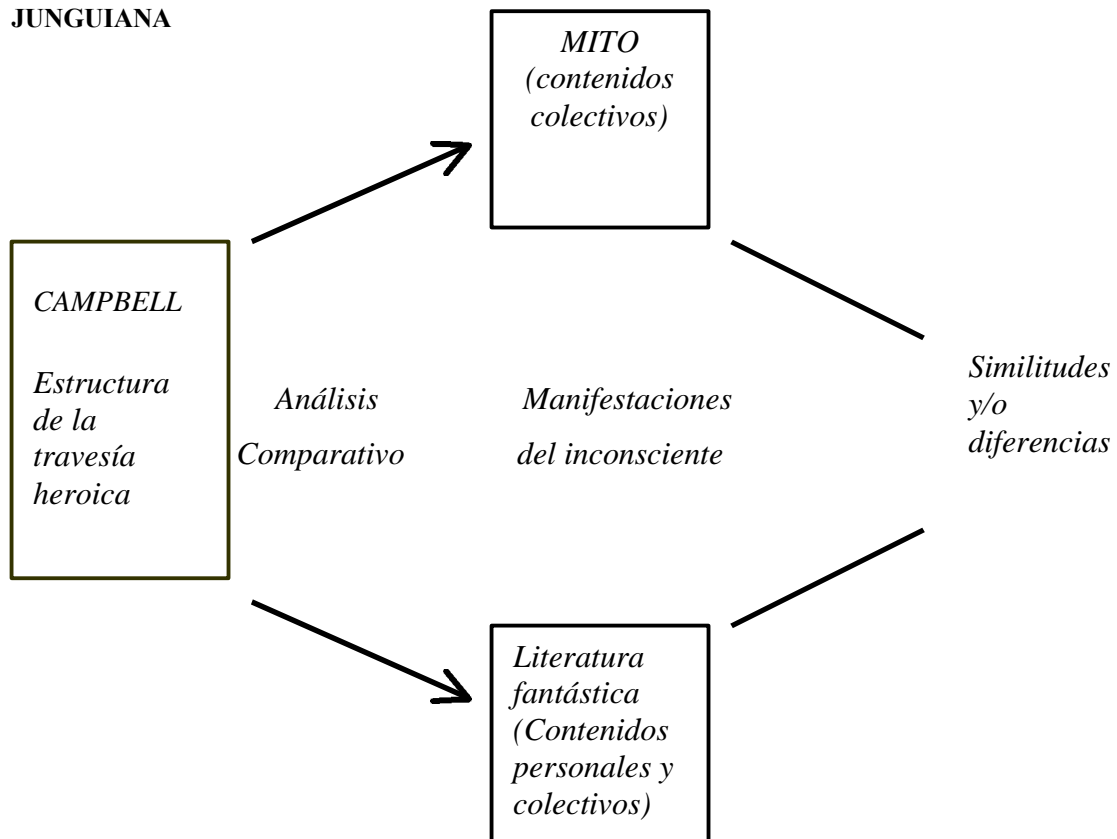 JUNGUIANA
MITO
(contenidos
colectivos)
CAMPBELL
Estructura
de la
travesía
heroica
Análisis
Comparativo
Manifestaciones
del inconsciente
Similitudes
y/o
diferencias
Literatura
fantástica
(Contenidos
personales y
colectivos)